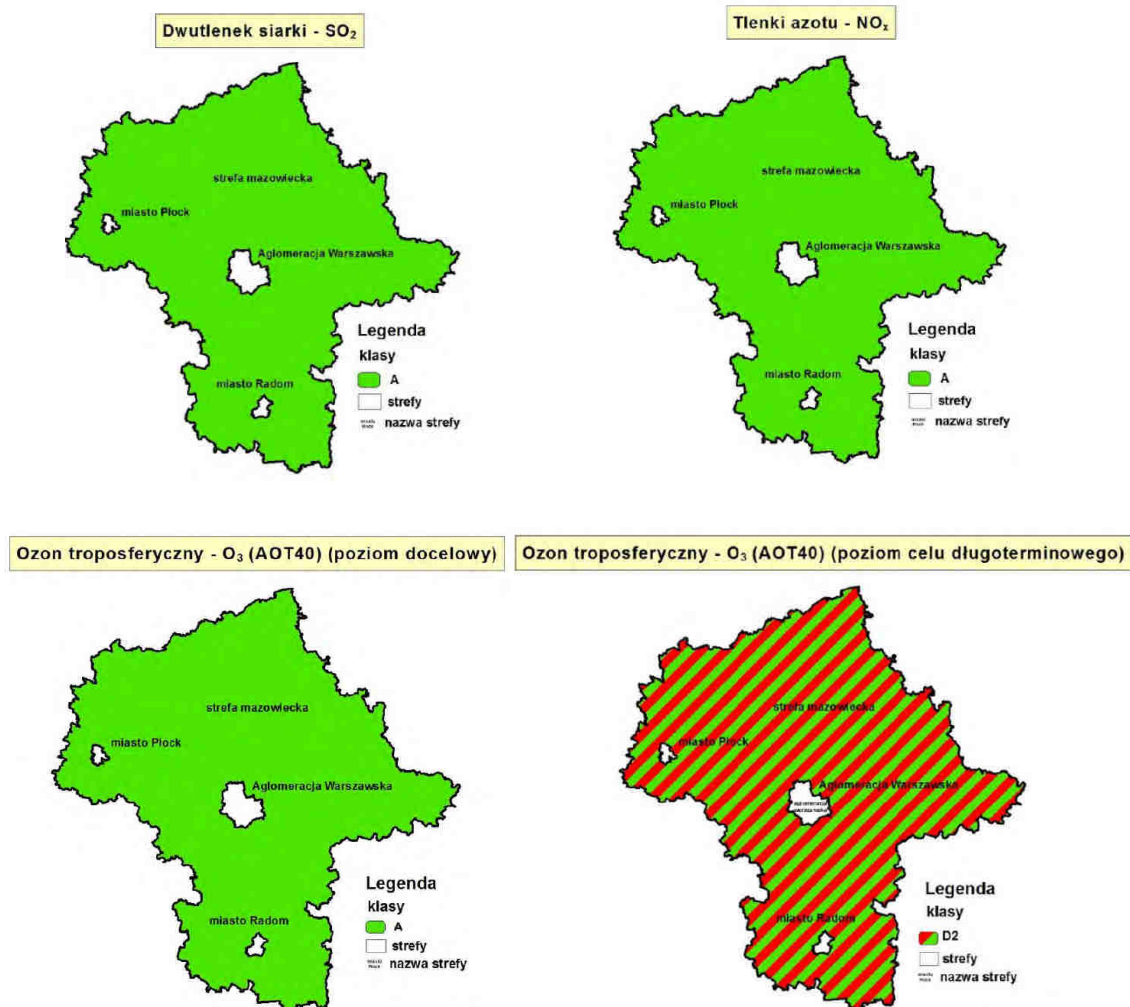 Dwutlenek siarki - SO₂
strefa mazowiecka
miasto Płock
Aglomeracja Warszawska
miasto Radom
Legenda
klasy
A
strefy
nazwa strefy
Tlenki azotu - NOₓ
strefa mazowiecka
miasto Płock
Aglomeracja Warszawska
miasto Radom
Legenda
klasy
A
strefy
nazwa strefy
Ozon troposferyczny - O₃ (AOT40) (poziom docelowy)
strefa mazowiecka
miasto Płock
Aglomeracja Warszawska
miasto Radom
Legenda
klasy
A
strefy
nazwa strefy
Ozon troposferyczny - O₃ (AOT40) (poziom celu długoterminowego)
strefa mazowiecka
miasto Płock
Aglomeracja Warszawska
miasto Radom
Legenda
klasy
D2
strefy
nazwa strefy